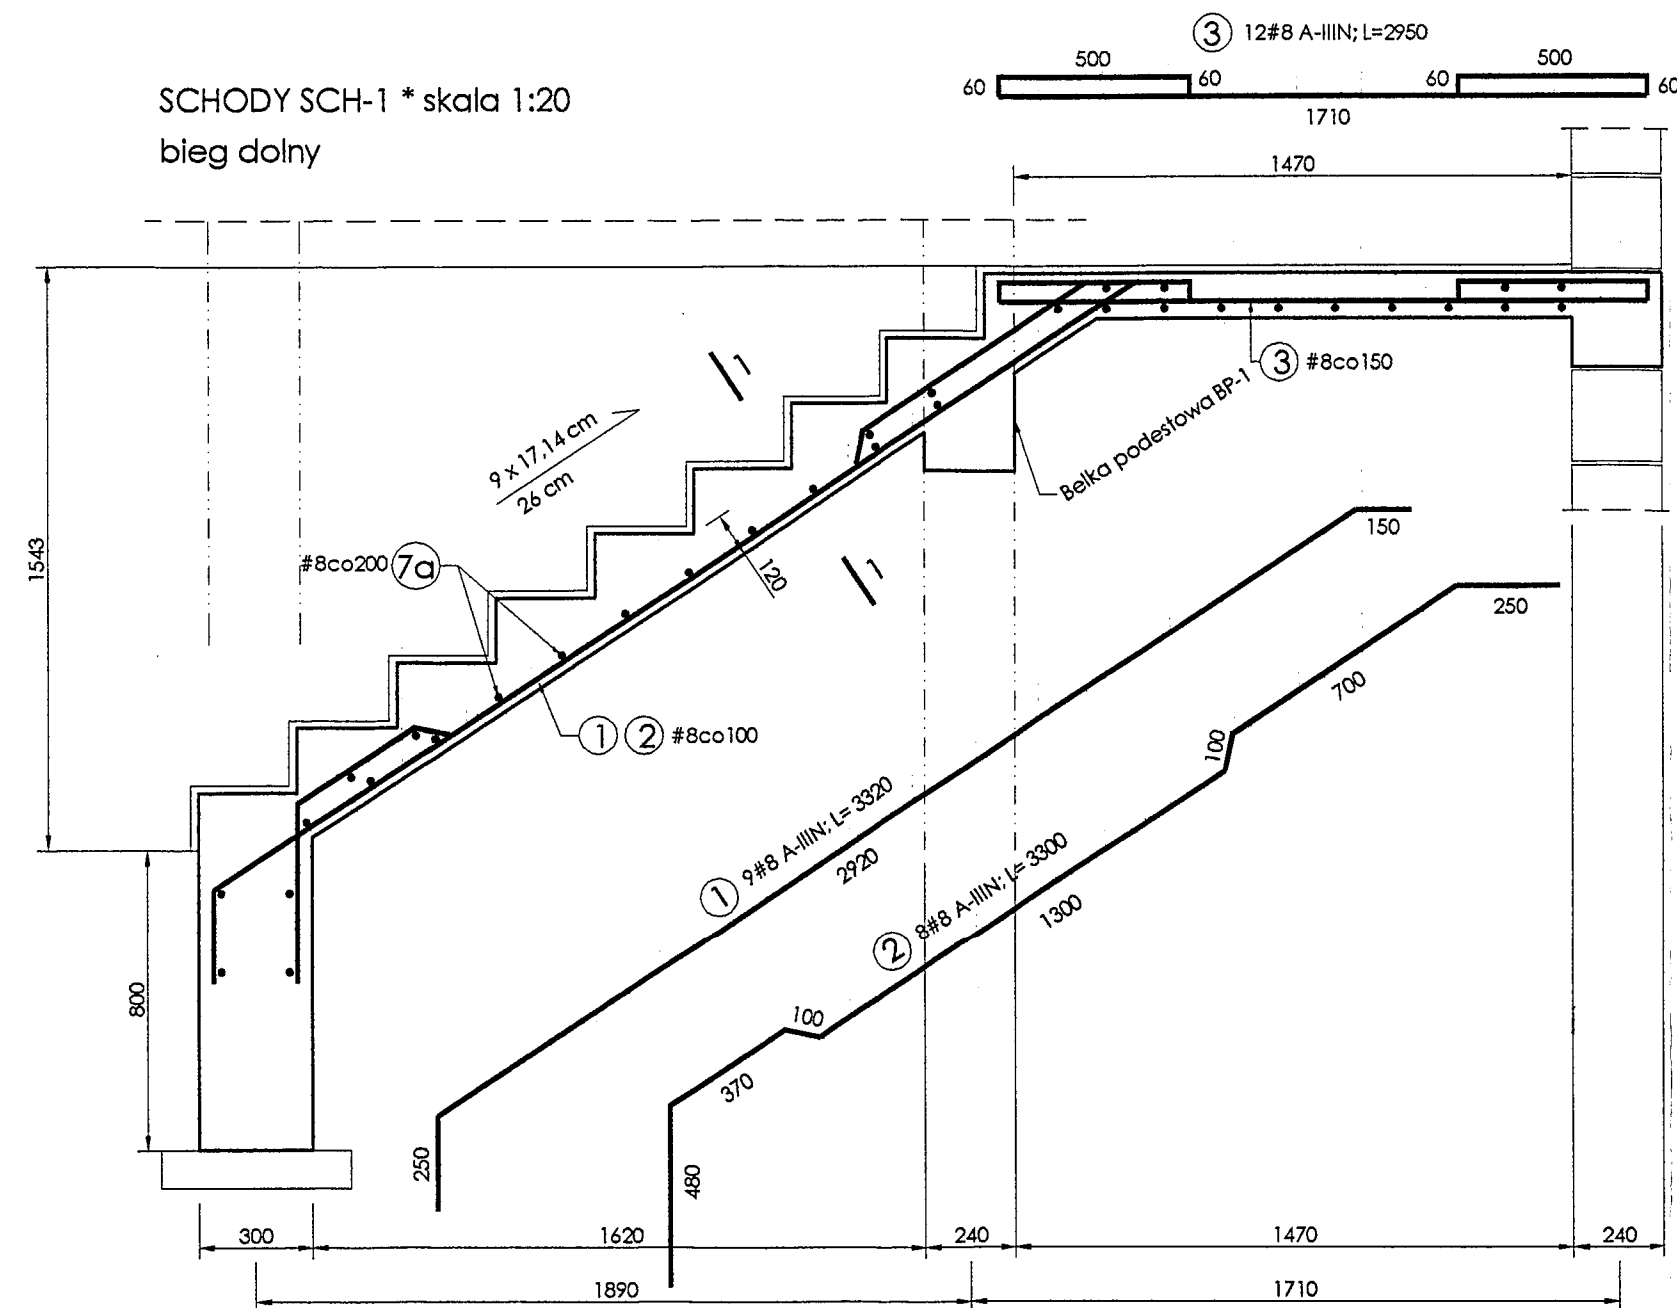 SCHODY SCH-1 * skala 1:20
bieg dolny
3 12#8 A-IIIN; L=2950
500
500
60
60
60
60
1710
1470
1
9 x 17,14 cm
26 cm
3 #8co150
Belka podestowa BP-1
1543
#8co200 7a
120
1
150
250
700
1 2 #8co100
100
1 9#8 A-IIIN; L= 3320
2920
2 8#8 A-IIIN; L= 3300
1300
800
100
370
250
480
300
1620
240
1470
240
1890
1710